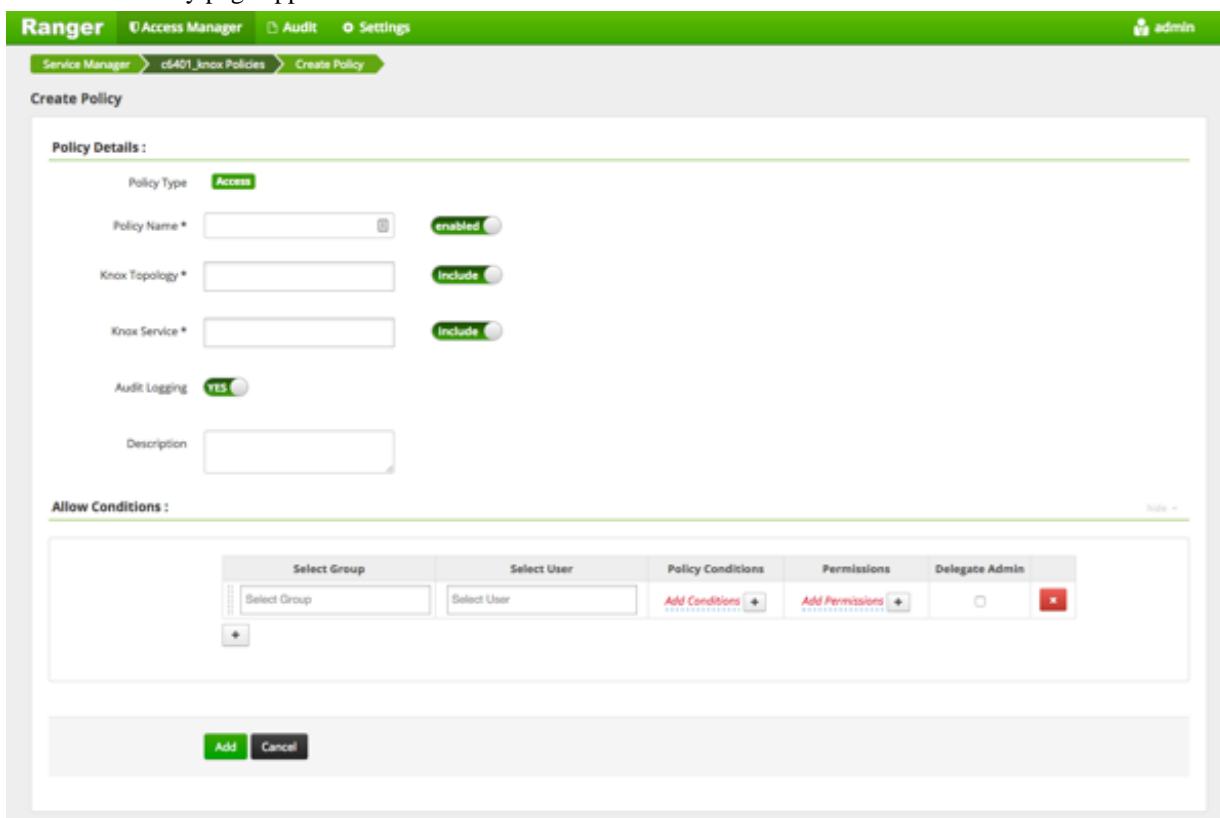 Ranger Access Manager Audit Settings admin
Service Manager c6401_knox Policies Create Policy
Create Policy
Policy Details :
Policy Type Access
Policy Name * enabled
Knox Topology * Include
Knox Service * Include
Audit Logging YES
Description
Allow Conditions : hide
Select Group Select User Policy Conditions Permissions Delegate Admin
Select Group Select User Add Conditions + Add Permissions +
+
Add Cancel